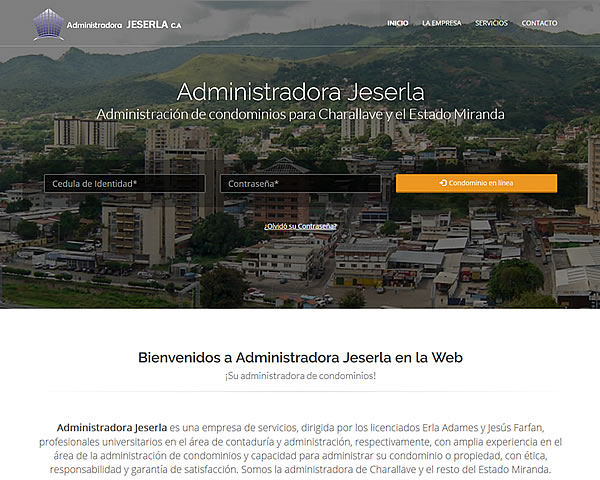 Administradora JESERLA C.A
INICIO LA EMPRESA SERVICIOS CONTACTO
Administradora Jeserla
Administración de condominios para Charallave y el Estado Miranda
Cedula de Identidad*
Contraseña*
Condominio en línea
¿Olvidó su Contraseña?
Bienvenidos a Administradora Jeserla en la Web
¡Su administradora de condominios!
Administradora Jeserla es una empresa de servicios, dirigida por los licenciados Erla Adames y Jesús Farfan,
profesionales universitarios en el área de contaduría y administración, respectivamente, con amplia experiencia en el
área de la administración de condominios y capacidad para administrar su condominio o propiedad, con ética,
responsabilidad y garantía de satisfacción. Somos la administradora de Charallave y el resto del Estado Miranda.